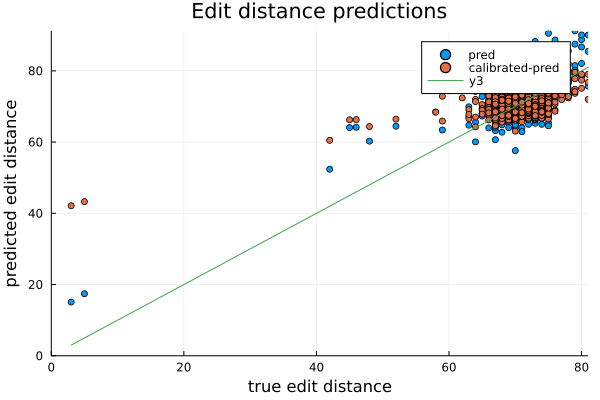 Edit distance predictions
pred
calibrated-pred
y3
predicted edit distance
80
60
40
20
0
0 20 40 60 80
true edit distance